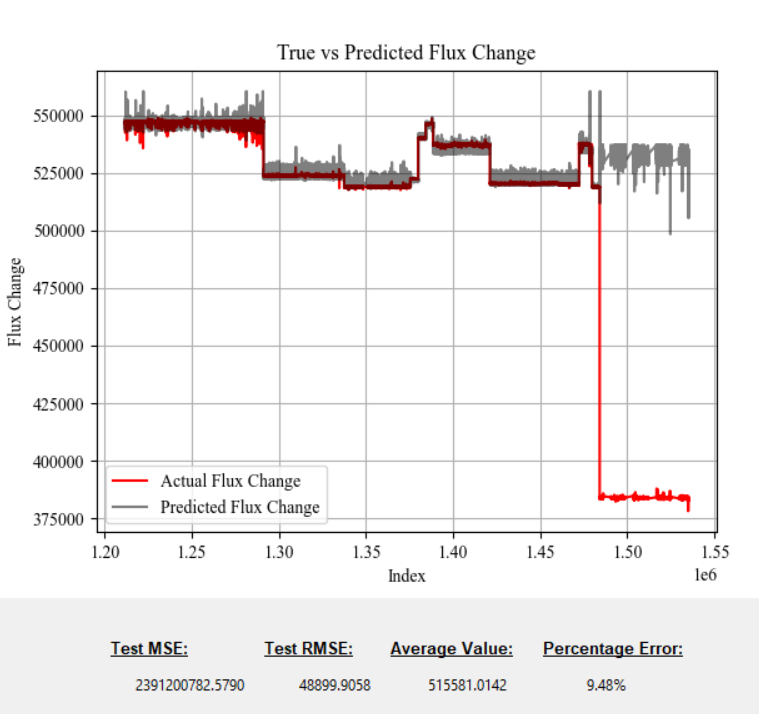 True vs Predicted Flux Change
550000
525000
500000
475000
450000
425000
400000
375000
Flux Change
Actual Flux Change
Predicted Flux Change
1.20 1.25 1.30 1.35 1.40 1.45 1.50 1.55
Index
1e6
Test MSE: Test RMSE: Average Value: Percentage Error:
2391200782.5790 48899.9058 515581.0142 9.48%